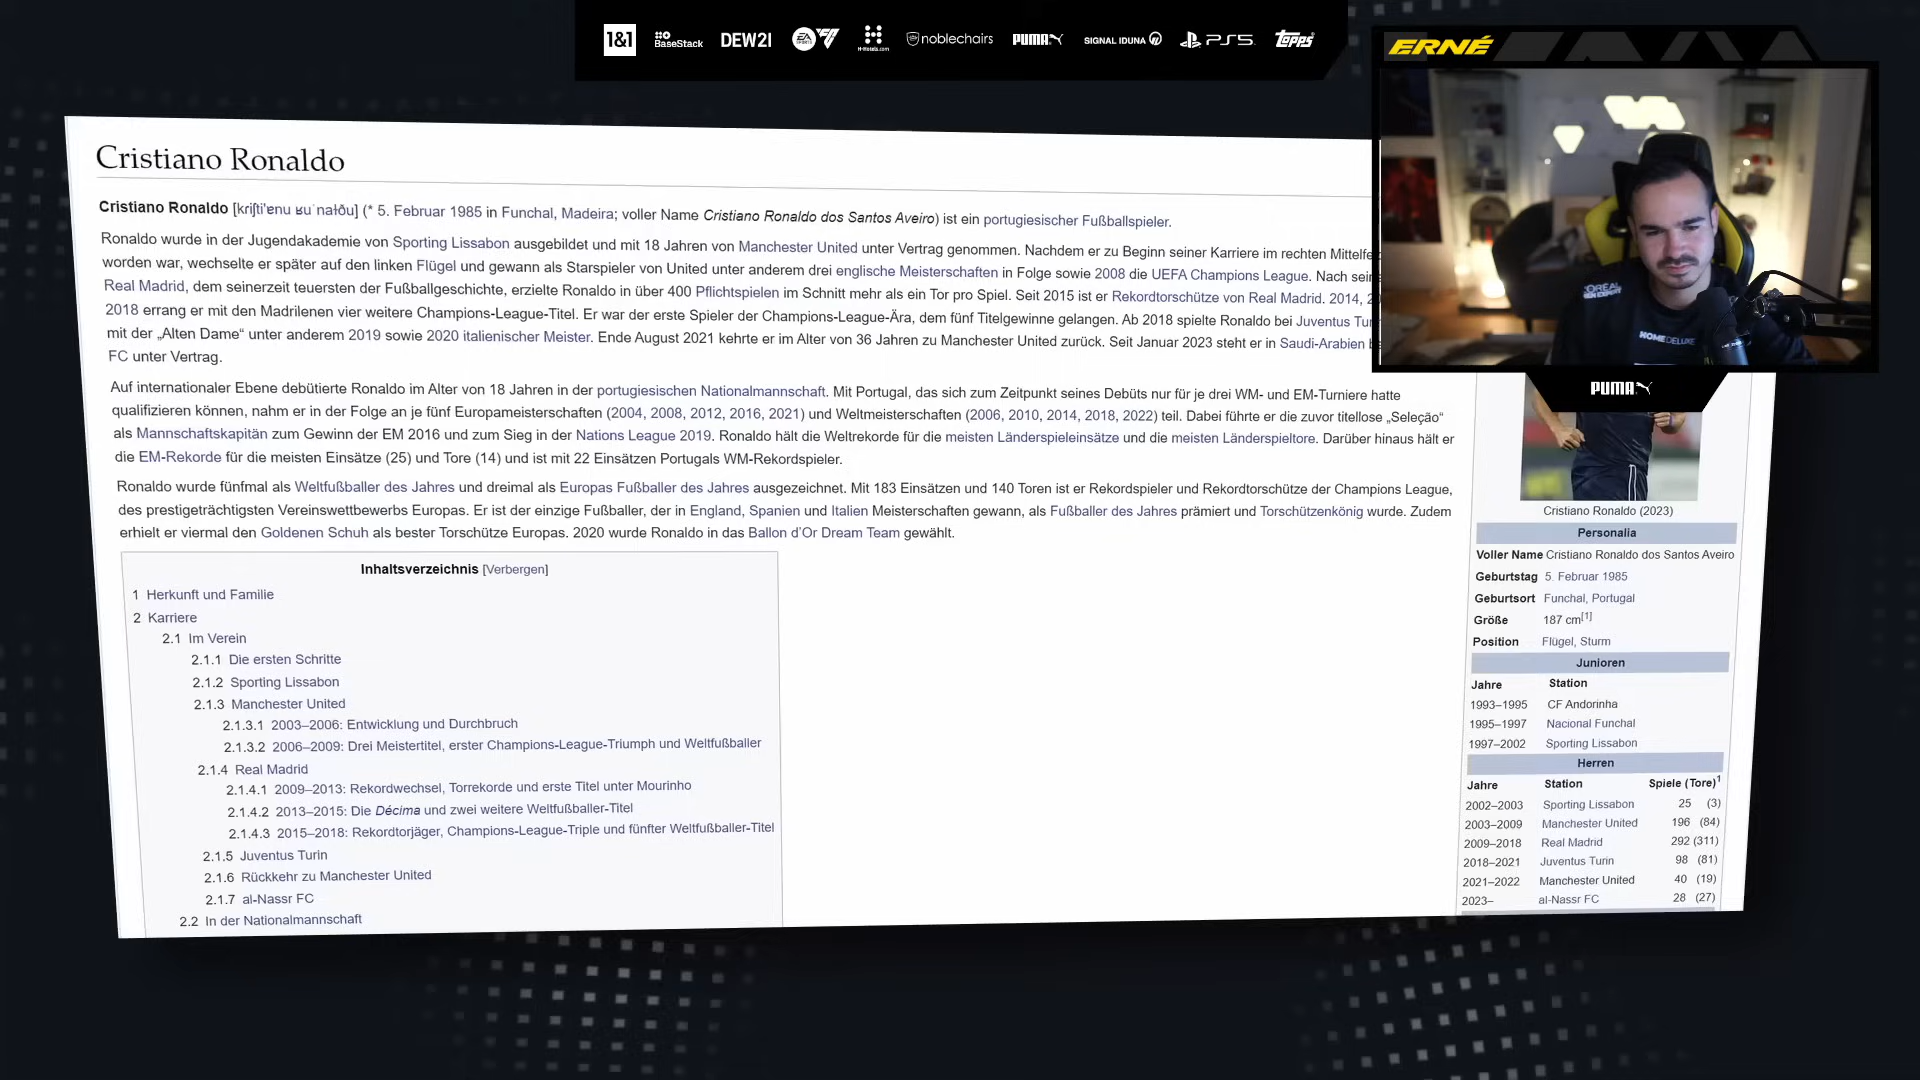 1&1 BaseStack DEW21 EA SPORTS FC H-Hotels.com noblechairs PUMA SIGNAL IDUNA PS5 TOPPS
ERNÉ
HOMEDELUXE
PUMA
Cristiano Ronaldo
Cristiano Ronaldo [kɾiʃti'ɐnu ʁuˈnaɫðu] (* 5. Februar 1985 in Funchal, Madeira; voller Name Cristiano Ronaldo dos Santos Aveiro) ist ein portugiesischer Fußballspieler.
Ronaldo wurde in der Jugendakademie von Sporting Lissabon ausgebildet und mit 18 Jahren von Manchester United unter Vertrag genommen. Nachdem er zu Beginn seiner Karriere im rechten Mittelfe
worden war, wechselte er später auf den linken Flügel und gewann als Starspieler von United unter anderem drei englische Meisterschaften in Folge sowie 2008 die UEFA Champions League. Nach sein
Real Madrid, dem seinerzeit teuersten der Fußballgeschichte, erzielte Ronaldo in über 400 Pflichtspielen im Schnitt mehr als ein Tor pro Spiel. Seit 2015 ist er Rekordtorschütze von Real Madrid. 2014, 2
2018 errang er mit den Madrilenen vier weitere Champions-League-Titel. Er war der erste Spieler der Champions-League-Ära, dem fünf Titelgewinne gelangen. Ab 2018 spielte Ronaldo bei Juventus Tu
mit der „Alten Dame“ unter anderem 2019 sowie 2020 italienischer Meister. Ende August 2021 kehrte er im Alter von 36 Jahren zu Manchester United zurück. Seit Januar 2023 steht er in Saudi-Arabien b
FC unter Vertrag.
Auf internationaler Ebene debütierte Ronaldo im Alter von 18 Jahren in der portugiesischen Nationalmannschaft. Mit Portugal, das sich zum Zeitpunkt seines Debüts nur für je drei WM- und EM-Turniere hatte
qualifizieren können, nahm er in der Folge an je fünf Europameisterschaften (2004, 2008, 2012, 2016, 2021) und Weltmeisterschaften (2006, 2010, 2014, 2018, 2022) teil. Dabei führte er die zuvor titellose „Seleção“
als Mannschaftskapitän zum Gewinn der EM 2016 und zum Sieg in der Nations League 2019. Ronaldo hält die Weltrekorde für die meisten Länderspieleinsätze und die meisten Länderspieltore. Darüber hinaus hält er
die EM-Rekorde für die meisten Einsätze (25) und Tore (14) und ist mit 22 Einsätzen Portugals WM-Rekordspieler.
Ronaldo wurde fünfmal als Weltfußballer des Jahres und dreimal als Europas Fußballer des Jahres ausgezeichnet. Mit 183 Einsätzen und 140 Toren ist er Rekordspieler und Rekordtorschütze der Champions League,
des prestigeträchtigsten Vereinswettbewerbs Europas. Er ist der einzige Fußballer, der in England, Spanien und Italien Meisterschaften gewann, als Fußballer des Jahres prämiert und Torschützenkönig wurde. Zudem
erhielt er viermal den Goldenen Schuh als bester Torschütze Europas. 2020 wurde Ronaldo in das Ballon d’Or Dream Team gewählt.
Inhaltsverzeichnis [Verbergen]
1 Herkunft und Familie
2 Karriere
2.1 Im Verein
2.1.1 Die ersten Schritte
2.1.2 Sporting Lissabon
2.1.3 Manchester United
2.1.3.1 2003–2006: Entwicklung und Durchbruch
2.1.3.2 2006–2009: Drei Meistertitel, erster Champions-League-Triumph und Weltfußballer
2.1.4 Real Madrid
2.1.4.1 2009–2013: Rekordwechsel, Torrekorde und erste Titel unter Mourinho
2.1.4.2 2013–2015: Die Décima und zwei weitere Weltfußballer-Titel
2.1.4.3 2015–2018: Rekordtorjäger, Champions-League-Triple und fünfter Weltfußballer-Titel
2.1.5 Juventus Turin
2.1.6 Rückkehr zu Manchester United
2.1.7 al-Nassr FC
2.2 In der Nationalmannschaft
Cristiano Ronaldo (2023)
Personalia
Voller Name Cristiano Ronaldo dos Santos Aveiro
Geburtstag 5. Februar 1985
Geburtsort Funchal, Portugal
Größe 187 cm[1]
Position Flügel, Sturm
Junioren
Jahre Station
1993–1995 CF Andorinha
1995–1997 Nacional Funchal
1997–2002 Sporting Lissabon
Herren
Jahre Station Spiele (Tore)1
2002–2003 Sporting Lissabon 25 (3)
2003–2009 Manchester United 196 (84)
2009–2018 Real Madrid 292 (311)
2018–2021 Juventus Turin 98 (81)
2021–2022 Manchester United 40 (19)
2023– al-Nassr FC 28 (27)